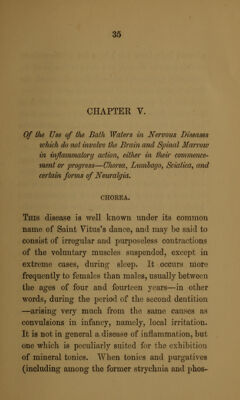 35
CHAPTER V.
Of the Use of the Bath Waters in Nervous Diseases
which do not involve the Brain and Spinal Marrow
in inflammatory action, either in their commence-
ment or progress—Chorea, Lumbago, Sciatica, and
certain forms of Neuralgia.
CHOREA.
This disease is well known under its common
name of Saint Vitus's dance, and may be said to
consist of irregular and purposeless contractions
of the voluntary muscles suspended, except in
extreme cases, during sleep. It occurs more
frequently to females than males, usually between
the ages of four and fourteen years—in other
words, during the period of the second dentition
—arising very much from the same causes as
convulsions in infancy, namely, local irritation.
It is not in general a disease of inflammation, but
one which is peculiarly suited for the exhibition
of mineral tonics. When tonics and purgatives
(including among the former strychnia and phos-